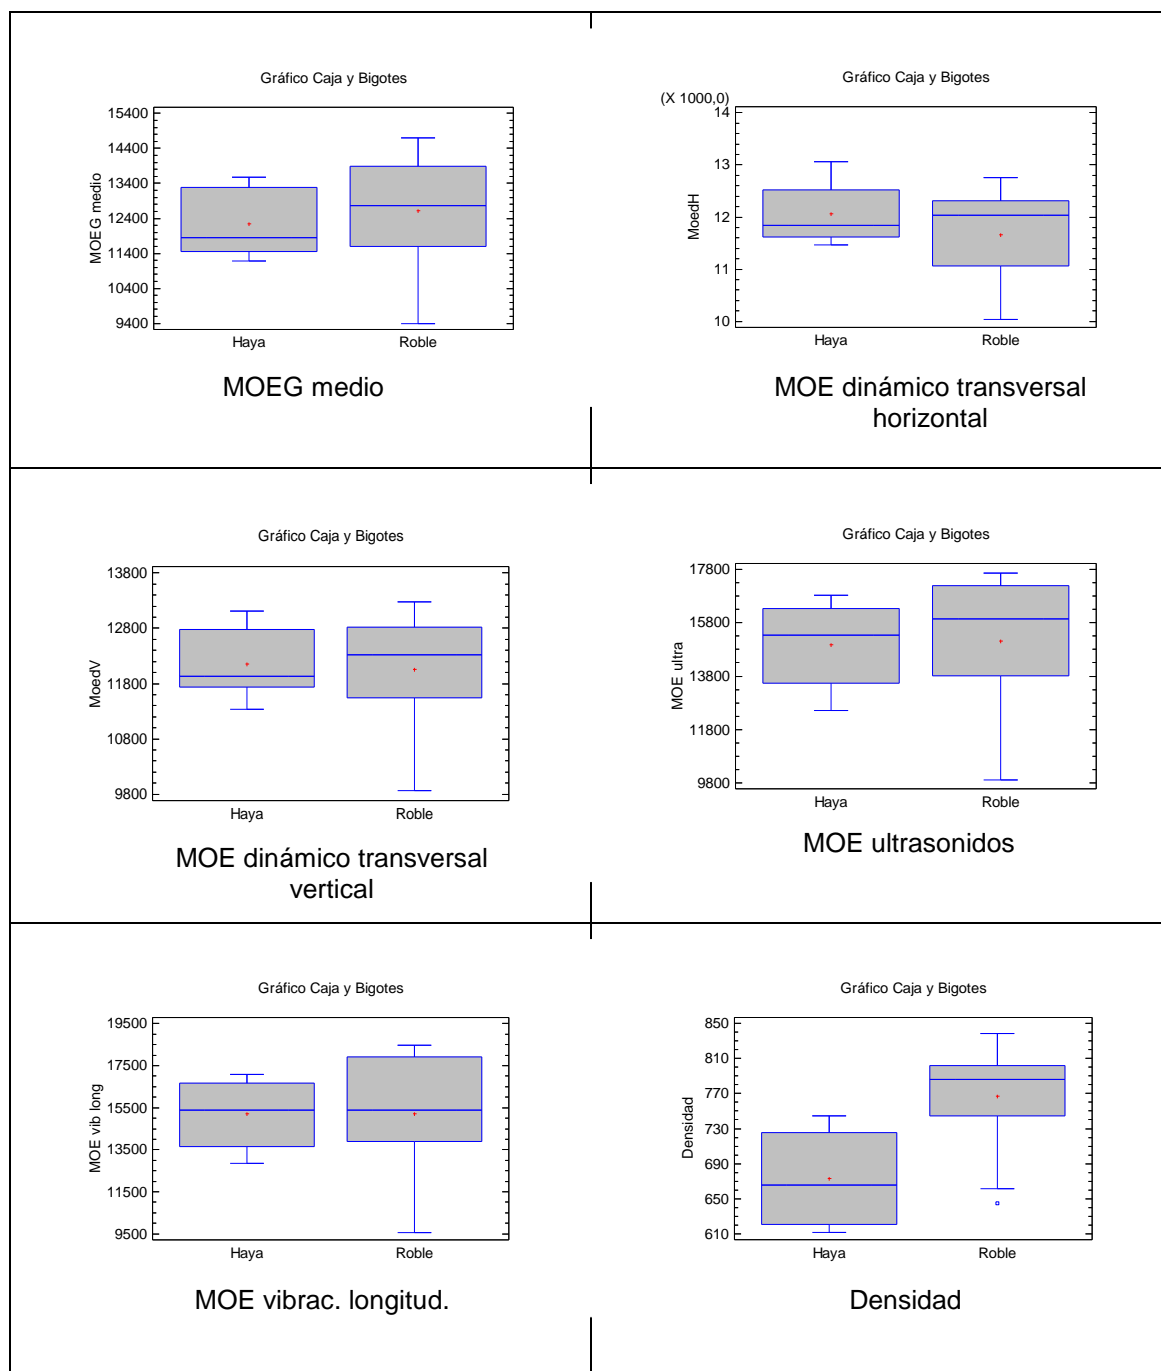 Gráfico Caja y Bigotes
15400
14400
13400
12400
11400
10400
9400
MOEG medio
Haya
Roble
MOEG medio
Gráfico Caja y Bigotes
(X 1000,0)
14
13
12
11
10
MoedH
Haya
Roble
MOE dinámico transversal
horizontal
Gráfico Caja y Bigotes
13800
12800
11800
10800
9800
MoedV
Haya
Roble
MOE dinámico transversal
vertical
Gráfico Caja y Bigotes
17800
15800
13800
11800
9800
MOE ultra
Haya
Roble
MOE ultrasonidos
Gráfico Caja y Bigotes
19500
17500
15500
13500
11500
9500
MOE vib long
Haya
Roble
MOE vibrac. longitud.
Gráfico Caja y Bigotes
850
810
770
730
690
650
610
Densidad
Haya
Roble
Densidad